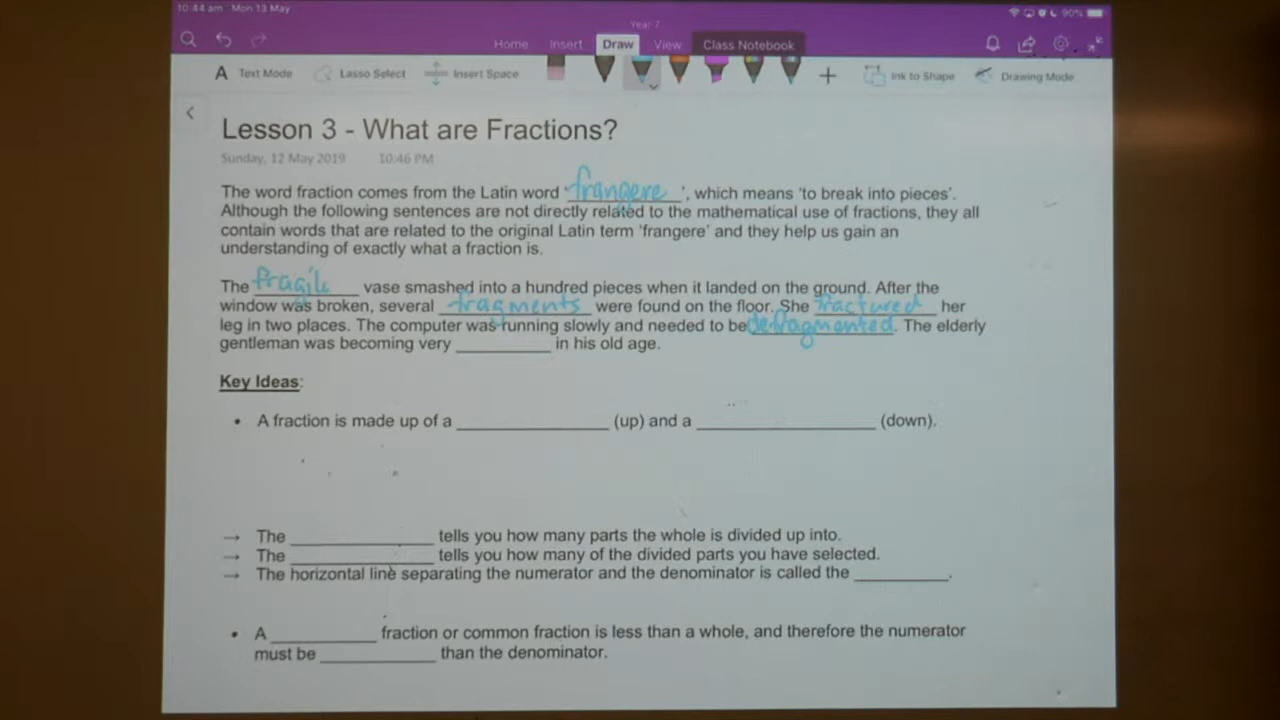 10:44 am Mon 13 May
90%
Year 7
Home Insert Draw View Class Notebook
A Text Mode Lasso Select Insert Space + Ink to Shape Drawing Mode
Lesson 3 - What are Fractions?
Sunday, 12 May 2019 10:46 PM
The word fraction comes from the Latin word ‘frangere’, which means ‘to break into pieces’.
Although the following sentences are not directly related to the mathematical use of fractions, they all
contain words that are related to the original Latin term ‘frangere’ and they help us gain an
understanding of exactly what a fraction is.
The fragile vase smashed into a hundred pieces when it landed on the ground. After the
window was broken, several fragments were found on the floor. She fractured her
leg in two places. The computer was running slowly and needed to be defragmented. The elderly
gentleman was becoming very __________ in his old age.
Key Ideas:
• A fraction is made up of a ________________ (up) and a ___________________ (down).
→ The _______________ tells you how many parts the whole is divided up into.
→ The _______________ tells you how many of the divided parts you have selected.
→ The horizontal line separating the numerator and the denominator is called the __________.
• A ___________ fraction or common fraction is less than a whole, and therefore the numerator
must be ____________ than the denominator.